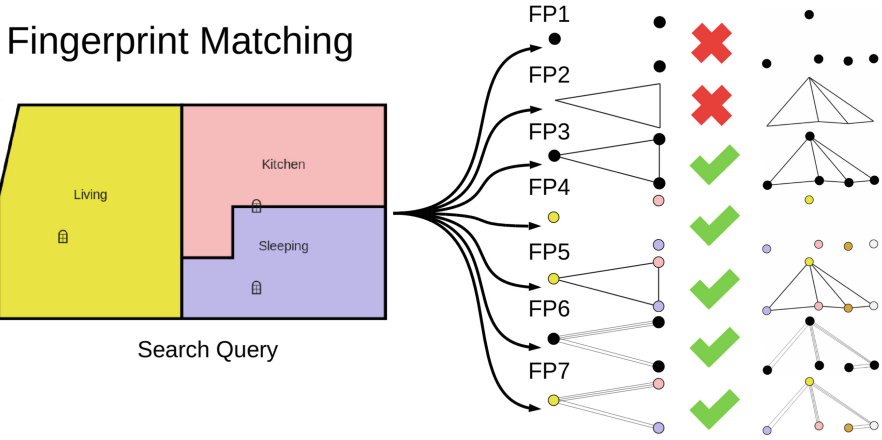 Fingerprint Matching
Living
Kitchen
Sleeping
Search Query
FP1
FP2
FP3
FP4
FP5
FP6
FP7